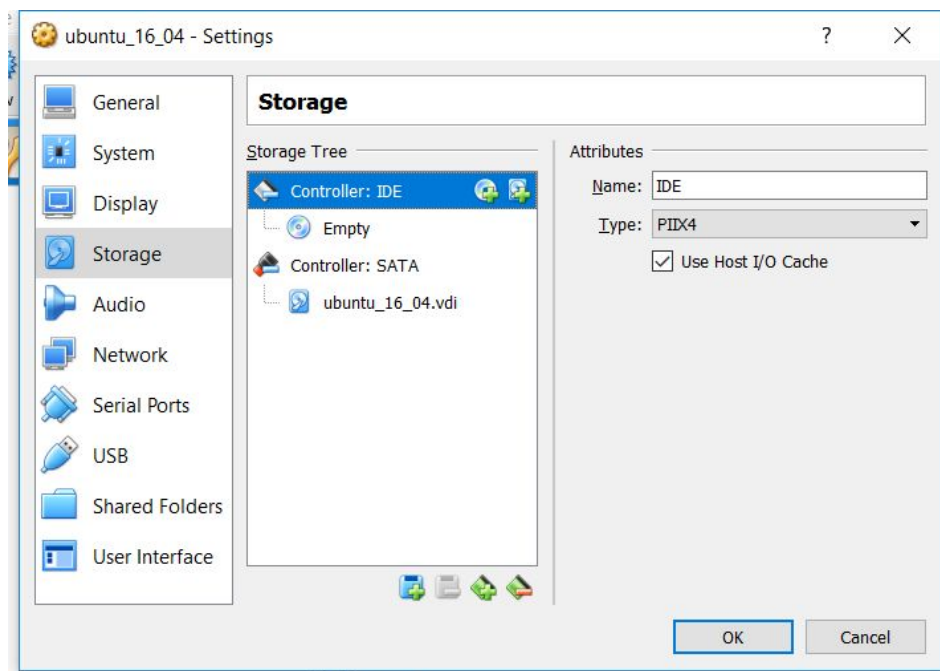 ubuntu_16_04 - Settings
?
General
System
Display
Storage
Audio
Network
Serial Ports
USB
Shared Folders
User Interface
Storage
Storage Tree
Controller: IDE
Empty
Controller: SATA
ubuntu_16_04.vdi
Attributes
Name: IDE
Type: PIIX4
Use Host I/O Cache
OK
Cancel